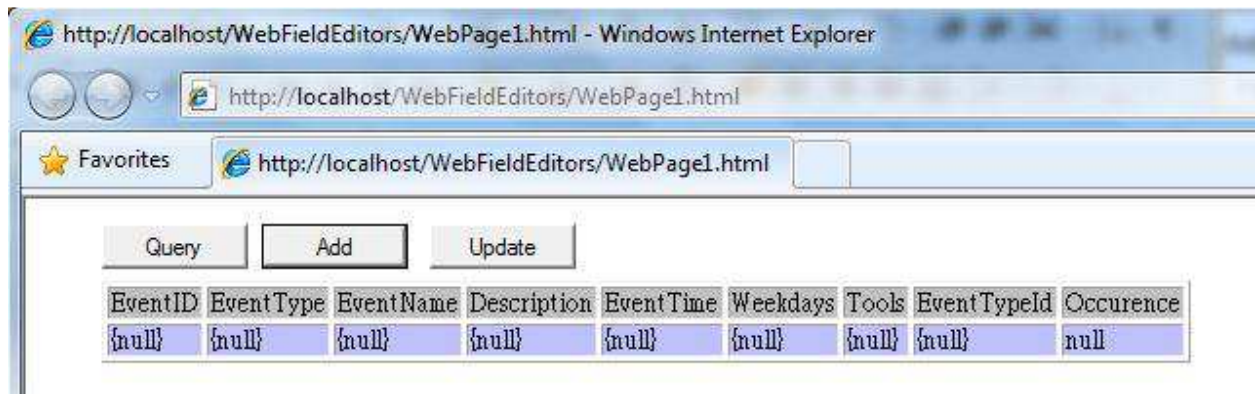 http://localhost/WebFieldEditors/WebPage1.html - Windows Internet Explorer
http://localhost/WebFieldEditors/WebPage1.html
Favorites http://localhost/WebFieldEditors/WebPage1.html
Query Add Update
EventID EventType EventName Description EventTime Weekdays Tools EventTypeId Occurence
{null} {null} {null} {null} {null} {null} {null} {null} null